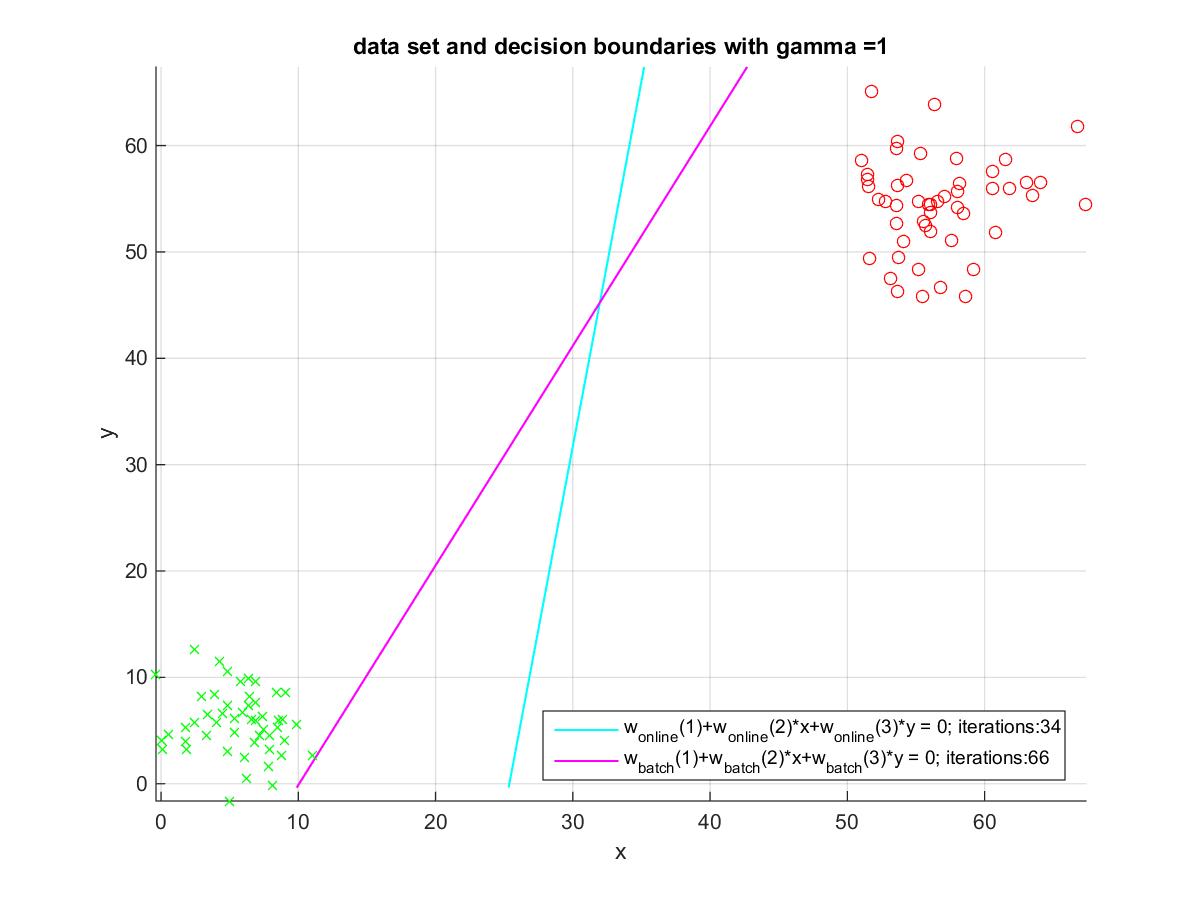 data set and decision boundaries with gamma =1
60
50
40
30
20
10
0
y
w_online(1)+w_online(2)*x+w_online(3)*y = 0; iterations:34
w_batch(1)+w_batch(2)*x+w_batch(3)*y = 0; iterations:66
0 10 20 30 40 50 60
x